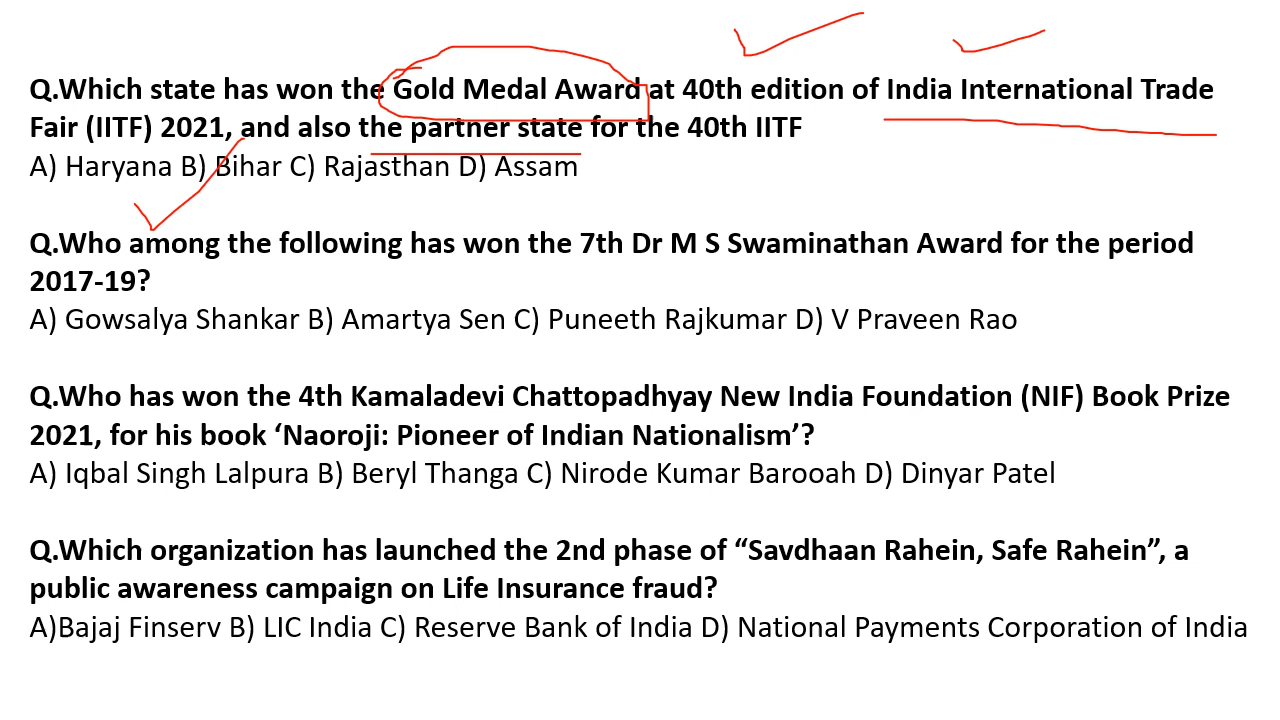 Q.Which state has won the Gold Medal Award at 40th edition of India International Trade
Fair (IITF) 2021, and also the partner state for the 40th IITF
A) Haryana B) Bihar C) Rajasthan D) Assam
Q.Who among the following has won the 7th Dr M S Swaminathan Award for the period
2017-19?
A) Gowsalya Shankar B) Amartya Sen C) Puneeth Rajkumar D) V Praveen Rao
Q.Who has won the 4th Kamaladevi Chattopadhyay New India Foundation (NIF) Book Prize
2021, for his book ‘Naoroji: Pioneer of Indian Nationalism’?
A) Iqbal Singh Lalpura B) Beryl Thanga C) Nirode Kumar Barooah D) Dinyar Patel
Q.Which organization has launched the 2nd phase of “Savdhaan Rahein, Safe Rahein”, a
public awareness campaign on Life Insurance fraud?
A)Bajaj Finserv B) LIC India C) Reserve Bank of India D) National Payments Corporation of India